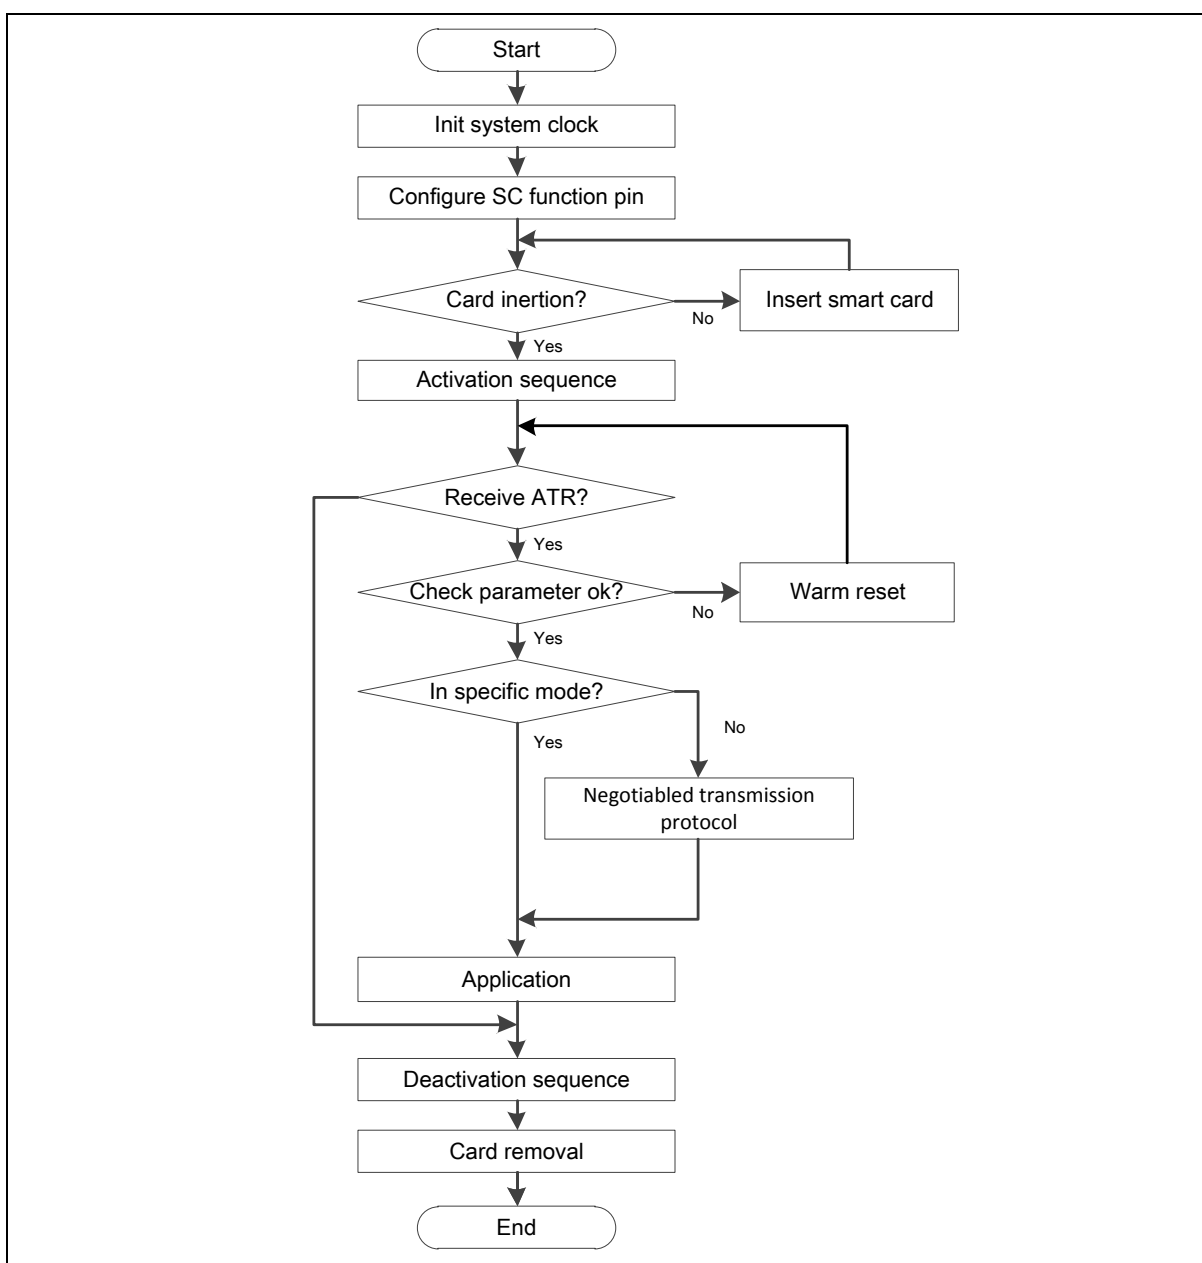 Start
Init system clock
Configure SC function pin
Card inertion?
No
Insert smart card
Yes
Activation sequence
Receive ATR?
Yes
Check parameter ok?
No
Warm reset
Yes
In specific mode?
No
Yes
Negotiabled transmission
protocol
Application
Deactivation sequence
Card removal
End